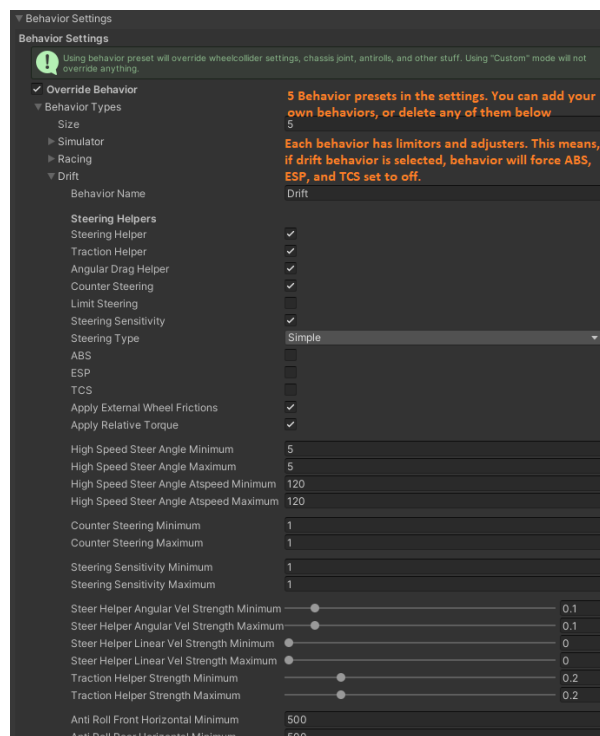 Behavior Settings
Behavior Settings
Using behavior preset will override wheelcollider settings, chassis joint, antirolls, and other stuff. Using "Custom" mode will not
override anything.
Override Behavior
5 Behavior presets in the settings. You can add your
own behaviors, or delete any of them below
Behavior Types
Size 5
Each behavior has limitors and adjusters. This means,
if drift behavior is selected, behavior will force ABS,
ESP, and TCS set to off.
Simulator
Racing
Drift
Behavior Name Drift
Steering Helpers
Steering Helper
Traction Helper
Angular Drag Helper
Counter Steering
Limit Steering
Steering Sensitivity
Steering Type Simple
ABS
ESP
TCS
Apply External Wheel Frictions
Apply Relative Torque
High Speed Steer Angle Minimum 5
High Speed Steer Angle Maximum 5
High Speed Steer Angle Atspeed Minimum 120
High Speed Steer Angle Atspeed Maximum 120
Counter Steering Minimum 1
Counter Steering Maximum 1
Steering Sensitivity Minimum 1
Steering Sensitivity Maximum 1
Steer Helper Angular Vel Strength Minimum 0.1
Steer Helper Angular Vel Strength Maximum 0.1
Steer Helper Linear Vel Strength Minimum 0
Steer Helper Linear Vel Strength Maximum 0
Traction Helper Strength Minimum 0.2
Traction Helper Strength Maximum 0.2
Anti Roll Front Horizontal Minimum 500
Anti Roll Rear Horizontal Minimum 500